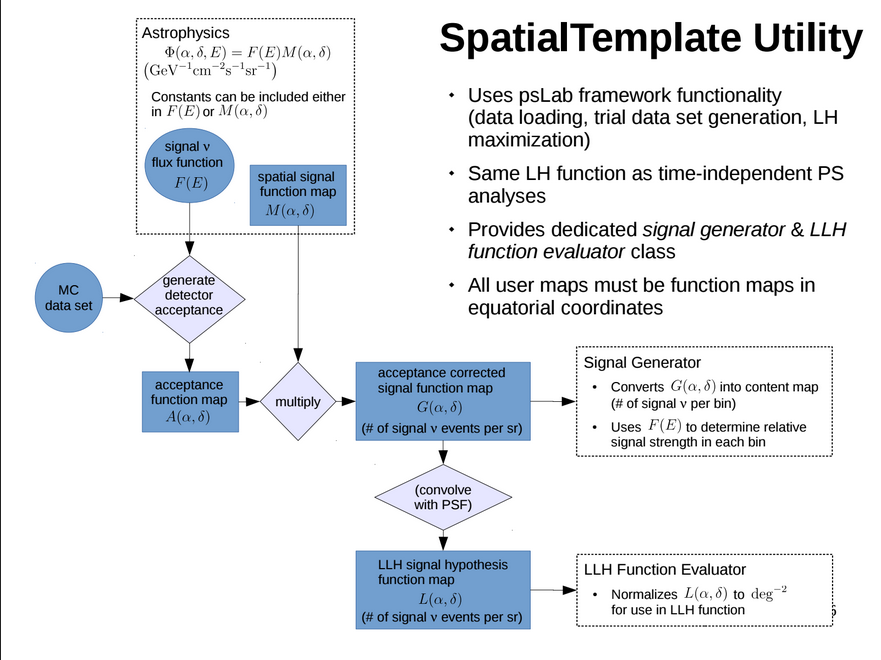 SpatialTemplate Utility
Astrophysics
Φ(α, δ, E) = F(E)M(α, δ)
(GeV⁻¹cm⁻²s⁻¹sr⁻¹)
Constants can be included either
in F(E) or M(α, δ)
signal ν
flux function
F(E)
spatial signal
function map
M(α, δ)
MC
data set
generate
detector
acceptance
acceptance
function map
A(α, δ)
multiply
acceptance corrected
signal function map
G(α, δ)
(# of signal ν events per sr)
(convolve
with PSF)
LLH signal hypothesis
function map
L(α, δ)
(# of signal ν events per sr)
• Uses psLab framework functionality
(data loading, trial data set generation, LH
maximization)
• Same LH function as time-independent PS
analyses
• Provides dedicated signal generator & LLH
function evaluator class
• All user maps must be function maps in
equatorial coordinates
Signal Generator
• Converts G(α, δ) into content map
(# of signal ν per bin)
• Uses F(E) to determine relative
signal strength in each bin
LLH Function Evaluator
• Normalizes L(α, δ) to deg⁻²
for use in LLH function